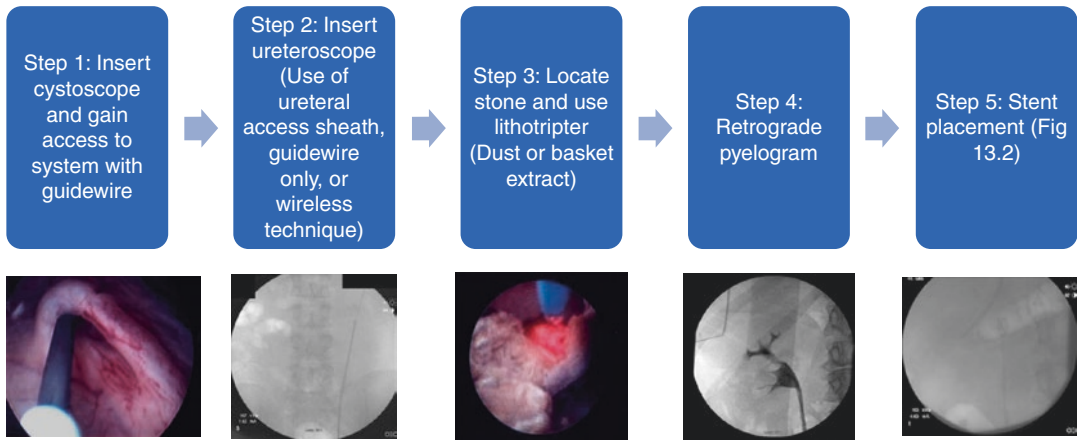 Step 1: Insert
cystoscope
and gain
access to
system with
guidewire
Step 2: Insert
ureteroscope
(Use of
ureteral
access sheath,
guidewire
only, or
wireless
technique)
Step 3: Locate
stone and use
lithotripter
(Dust or basket
extract)
Step 4:
Retrograde
pyelogram
Step 5: Stent
placement (Fig
13.2)